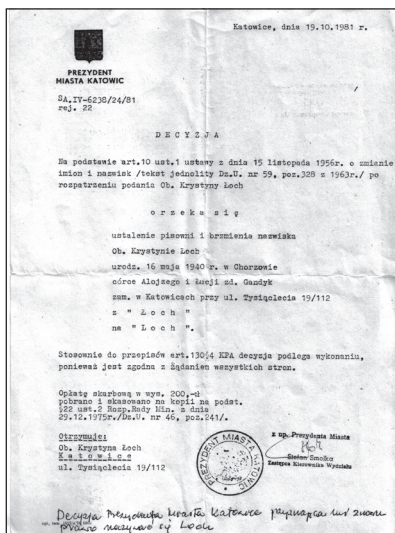 Katowice, dnia 19.10.1981 r.
PREZYDENT
MIASTA KATOWIC
SA.IV-6238/24/81
rej. 22
DECYZJA
Na podstawie art.10 ust.1 ustawy z dnia 15 listopada 1956r. o zmianie
imion i nazwisk /tekst jednolity Dz.U. nr 59, poz.328 z 1963r./ po
rozpatrzeniu podania Ob. Krystyny Łoch
orzeka się
ustalenie pisowni i brzmienia nazwiska
Ob. Krystynie Łoch
urodz. 16 maja 1940 r. w Chorzowie
córce Alojzego i Łucji zd. Gandyk
zam. w Katowicach przy ul. Tysiąclecia 19/112
z " Łoch "
na " Loch ".
Stosownie do przepisów art.130§4 KPA decyzja podlega wykonaniu,
ponieważ jest zgodna z żądaniem wszystkich stron.
Opłatę skarbową w wys. 200,-zł
pobrano i skasowano na kopii na podst.
§22 ust.2 Rozp.Rady Min. z dnia
29.12.1975r./Dz.U. nr 46, poz.241/.
Otrzymuje:
Ob. Krystyna Łoch
Katowice
ul. Tysiąclecia 19/112
z up. Prezydenta Miasta
Stefan Smolka
Zastępca Kierownika Wydziału
PREZYDENT MIASTA KATOWIC
Decyzja Prezydenta Miasta Katowice znowu
prawo nazywać się Loch